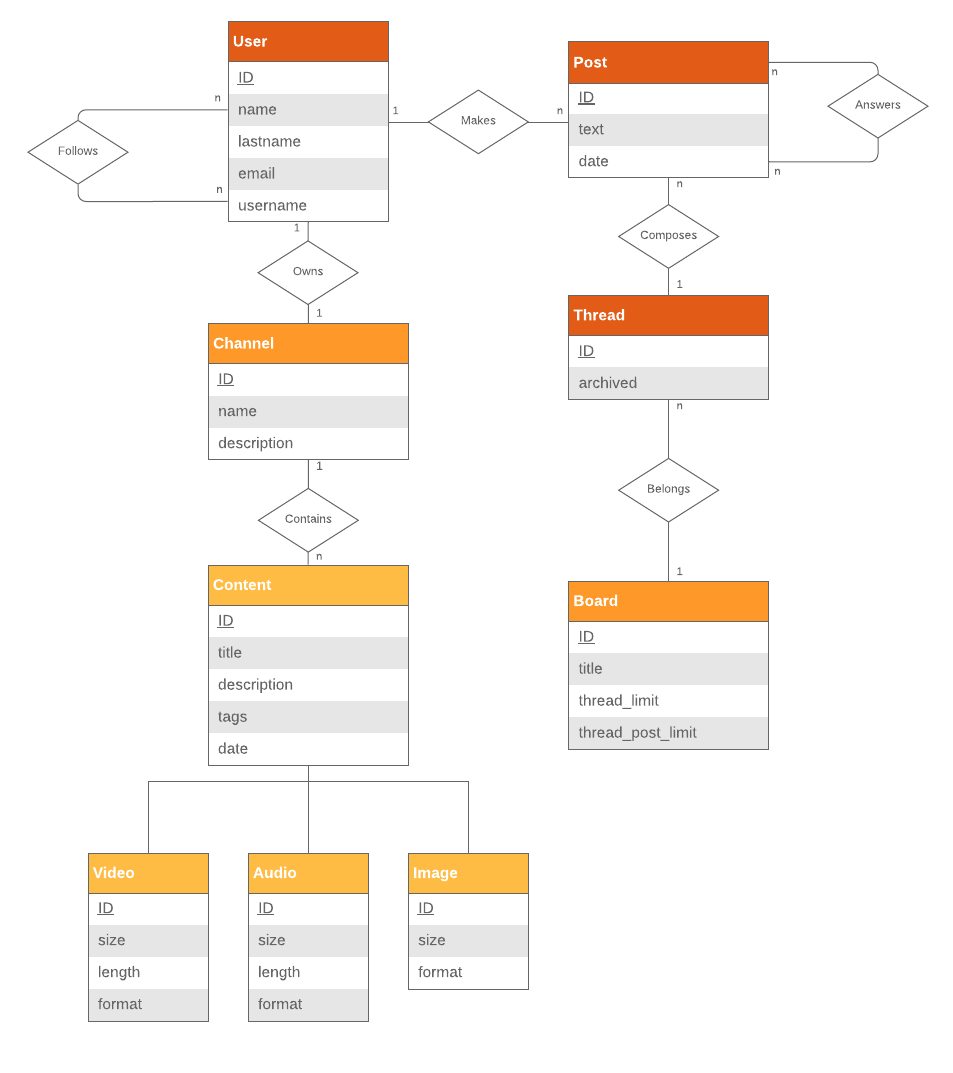 User
ID
name
lastname
email
username
n
Follows
n
1
Makes
n
Post
ID
text
date
n
Answers
n
1
Owns
1
n
Composes
1
Channel
ID
name
description
Thread
ID
archived
1
Contains
n
n
Belongs
1
Content
ID
title
description
tags
date
Board
ID
title
thread_limit
thread_post_limit
Video
ID
size
length
format
Audio
ID
size
length
format
Image
ID
size
format